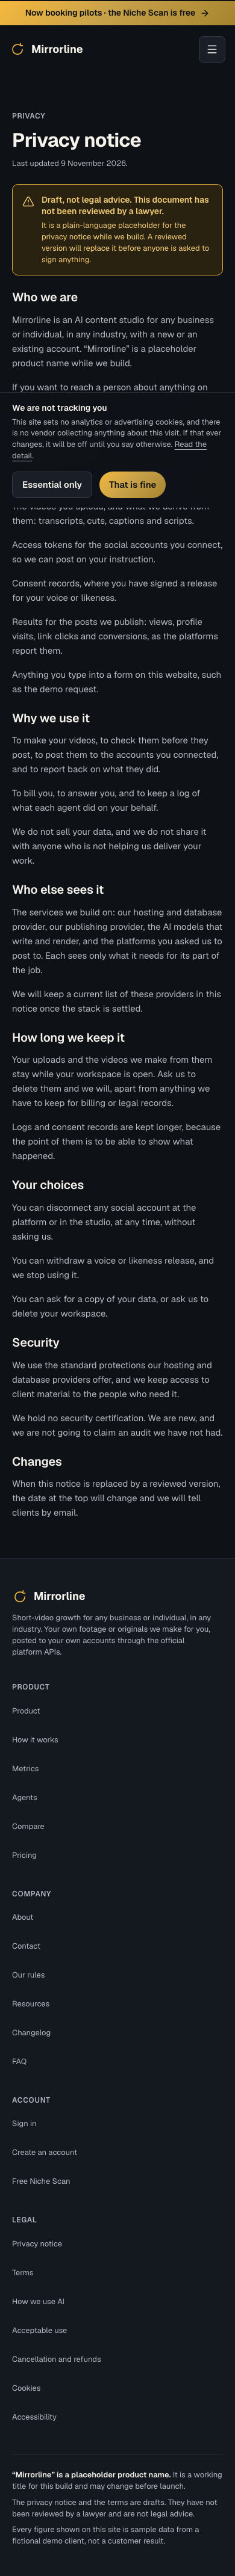 Now booking pilots · the Niche Scan is free →
Mirrorline
PRIVACY
Privacy notice
Last updated 9 November 2026.
Draft, not legal advice. This document has
not been reviewed by a lawyer.
It is a plain-language placeholder for the
privacy notice while we build. A reviewed
version will replace it before anyone is asked to
sign anything.
Who we are
Mirrorline is an AI content studio for any business
or individual, in any industry, with a new or an
existing account. “Mirrorline” is a placeholder
product name while we build.
If you want to reach a person about anything on
We are not tracking you
This site sets no analytics or advertising cookies, and there
is no vendor collecting anything about this visit. If that ever
changes, it will be off until you say otherwise. Read the
detail.
Essential only
That is fine
The videos you upload, and what we derive from
them: transcripts, cuts, captions and scripts.
Access tokens for the social accounts you connect,
so we can post on your instruction.
Consent records, where you have signed a release
for your voice or likeness.
Results for the posts we publish: views, profile
visits, link clicks and conversions, as the platforms
report them.
Anything you type into a form on this website, such
as the demo request.
Why we use it
To make your videos, to check them before they
post, to post them to the accounts you connected,
and to report back on what they did.
To bill you, to answer you, and to keep a log of
what each agent did on your behalf.
We do not sell your data, and we do not share it
with anyone who is not helping us deliver your
work.
Who else sees it
The services we build on: our hosting and database
provider, our publishing provider, the AI models that
write and render, and the platforms you asked us to
post to. Each sees only what it needs for its part of
the job.
We will keep a current list of these providers in this
notice once the stack is settled.
How long we keep it
Your uploads and the videos we make from them
stay while your workspace is open. Ask us to
delete them and we will, apart from anything we
have to keep for billing or legal records.
Logs and consent records are kept longer, because
the point of them is to be able to show what
happened.
Your choices
You can disconnect any social account at the
platform or in the studio, at any time, without
asking us.
You can withdraw a voice or likeness release, and
we stop using it.
You can ask for a copy of your data, or ask us to
delete your workspace.
Security
We use the standard protections our hosting and
database providers offer, and we keep access to
client material to the people who need it.
We hold no security certification. We are new, and
we are not going to claim an audit we have not had.
Changes
When this notice is replaced by a reviewed version,
the date at the top will change and we will tell
clients by email.
Mirrorline
Short-video growth for any business or individual, in any
industry. Your own footage or originals we make for you,
posted to your own accounts through the official
platform APIs.
PRODUCT
Product
How it works
Metrics
Agents
Compare
Pricing
COMPANY
About
Contact
Our rules
Resources
Changelog
FAQ
ACCOUNT
Sign in
Create an account
Free Niche Scan
LEGAL
Privacy notice
Terms
How we use AI
Acceptable use
Cancellation and refunds
Cookies
Accessibility
“Mirrorline” is a placeholder product name. It is a working
title for this build and may change before launch.
The privacy notice and the terms are drafts. They have not
been reviewed by a lawyer and are not legal advice.
Every figure shown on this site is sample data from a
fictional demo client, not a customer result.